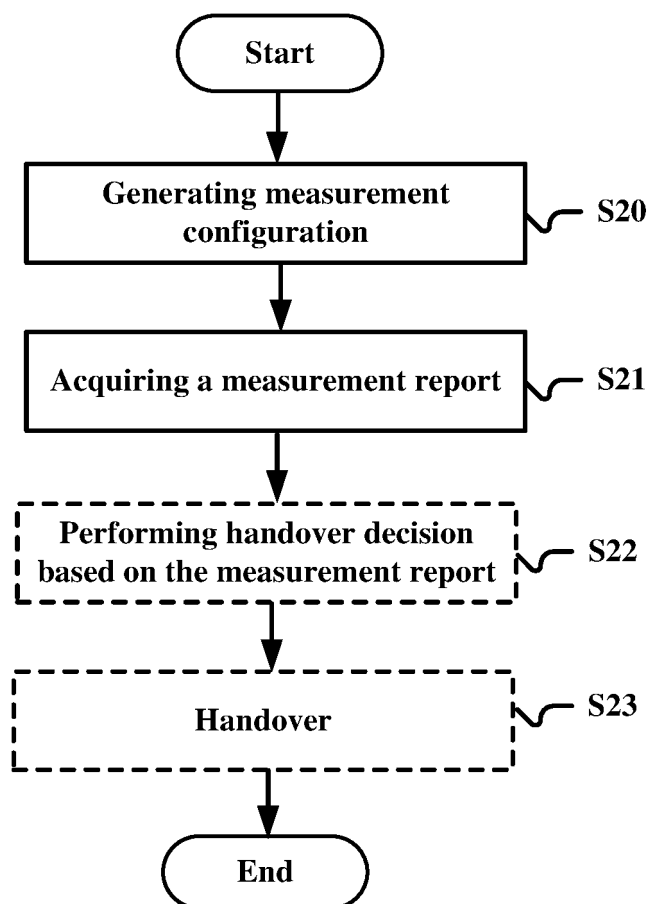 Start
Generating measurement
configuration
S20
Acquiring a measurement report
S21
Performing handover decision
based on the measurement report
S22
Handover
S23
End